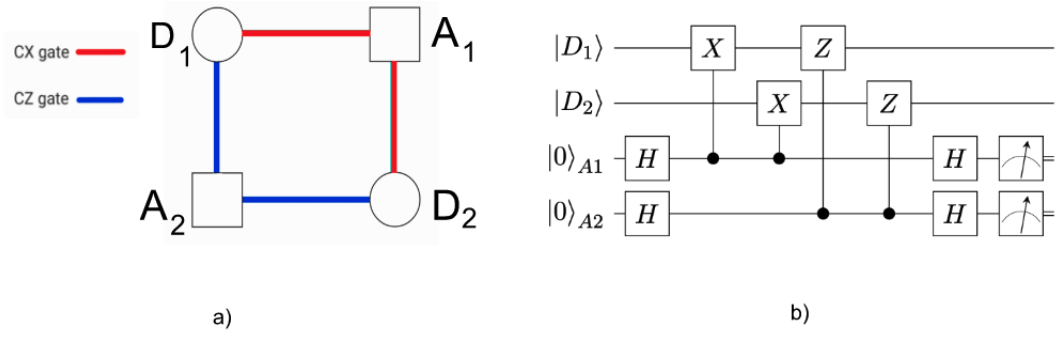 CX gate
CZ gate
D1
A1
A2
D2
a)
|D1⟩ X Z
|D2⟩ X Z
|0⟩A1 H H
|0⟩A2 H H
b)